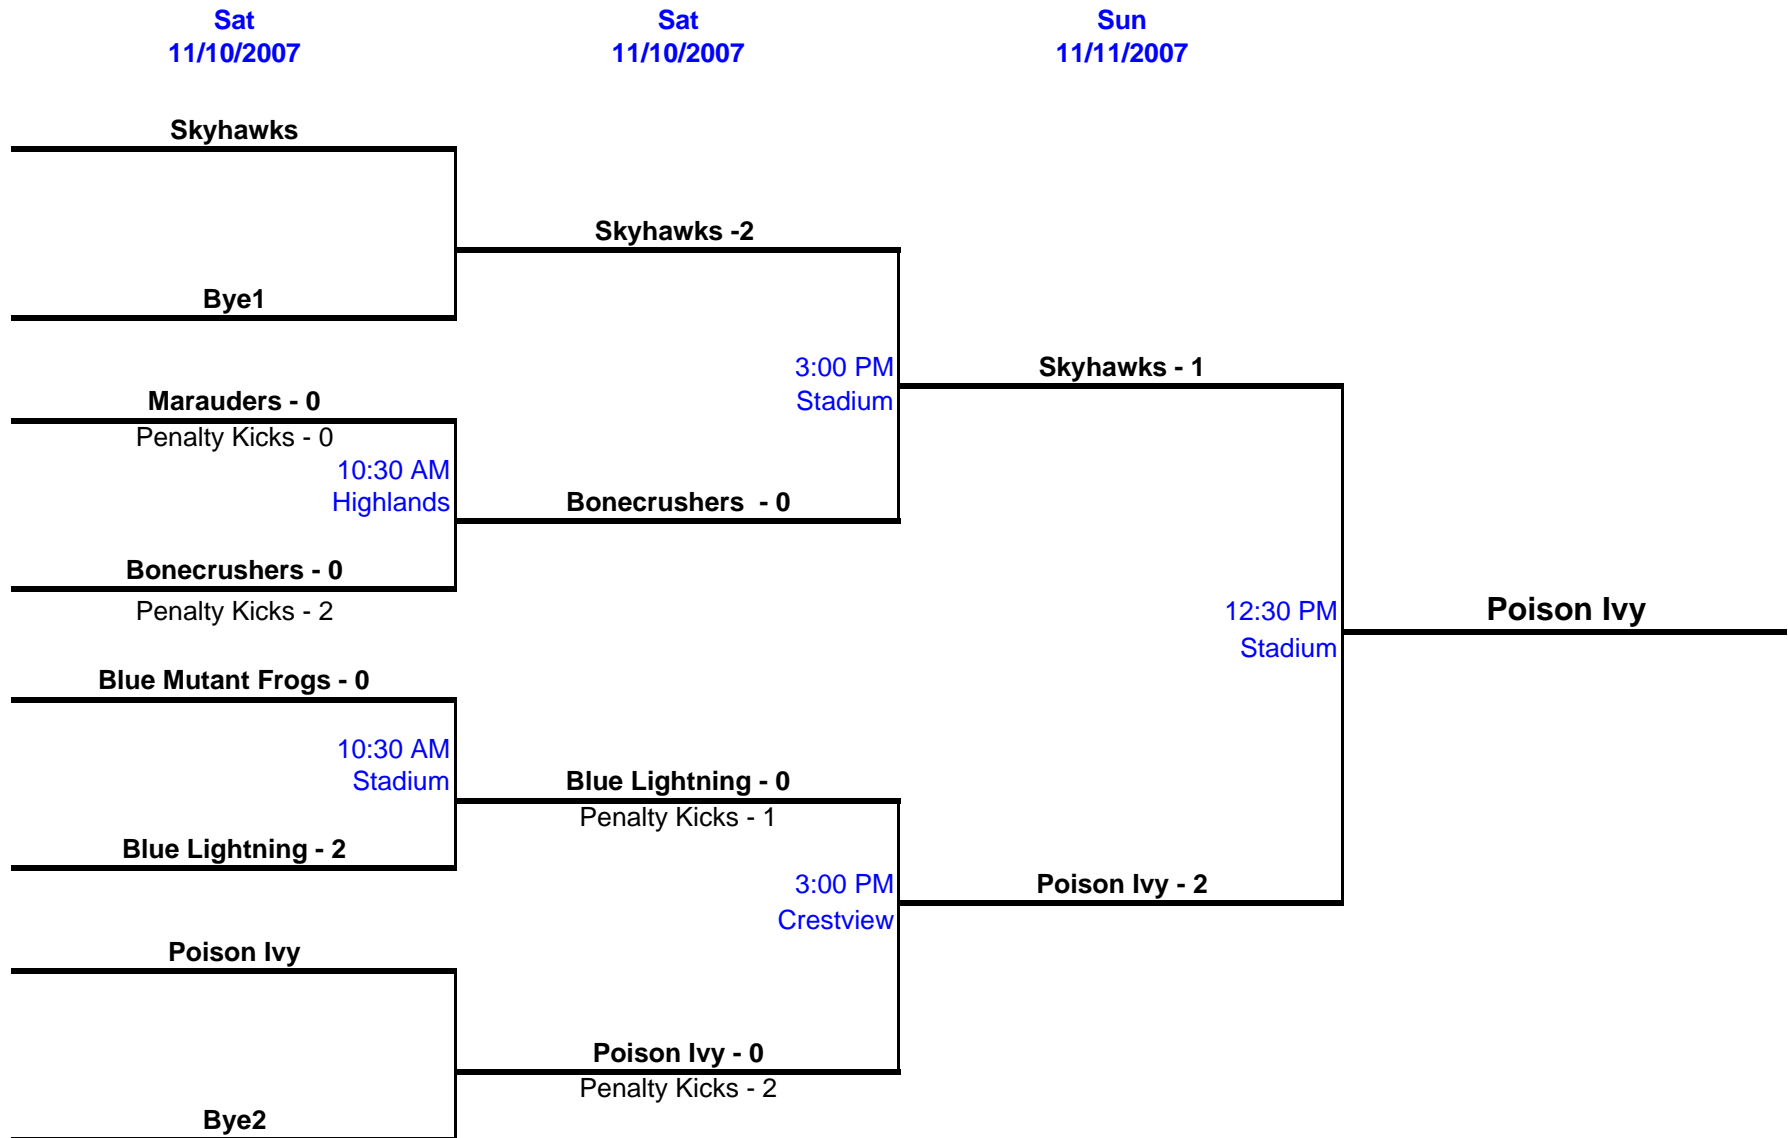 Sat
11/10/2007
Sat
11/10/2007
Sun
11/11/2007
Skyhawks
Skyhawks -2
Bye1
3:00 PM
Stadium
Skyhawks - 1
Marauders - 0
Penalty Kicks - 0
10:30 AM
Highlands
Bonecrushers  - 0
Bonecrushers - 0
Penalty Kicks - 2
12:30 PM
Stadium
Poison Ivy
Blue Mutant Frogs - 0
10:30 AM
Stadium
Blue Lightning - 0
Penalty Kicks - 1
Blue Lightning - 2
3:00 PM
Crestview
Poison Ivy - 2
Poison Ivy
Poison Ivy - 0
Penalty Kicks - 2
Bye2